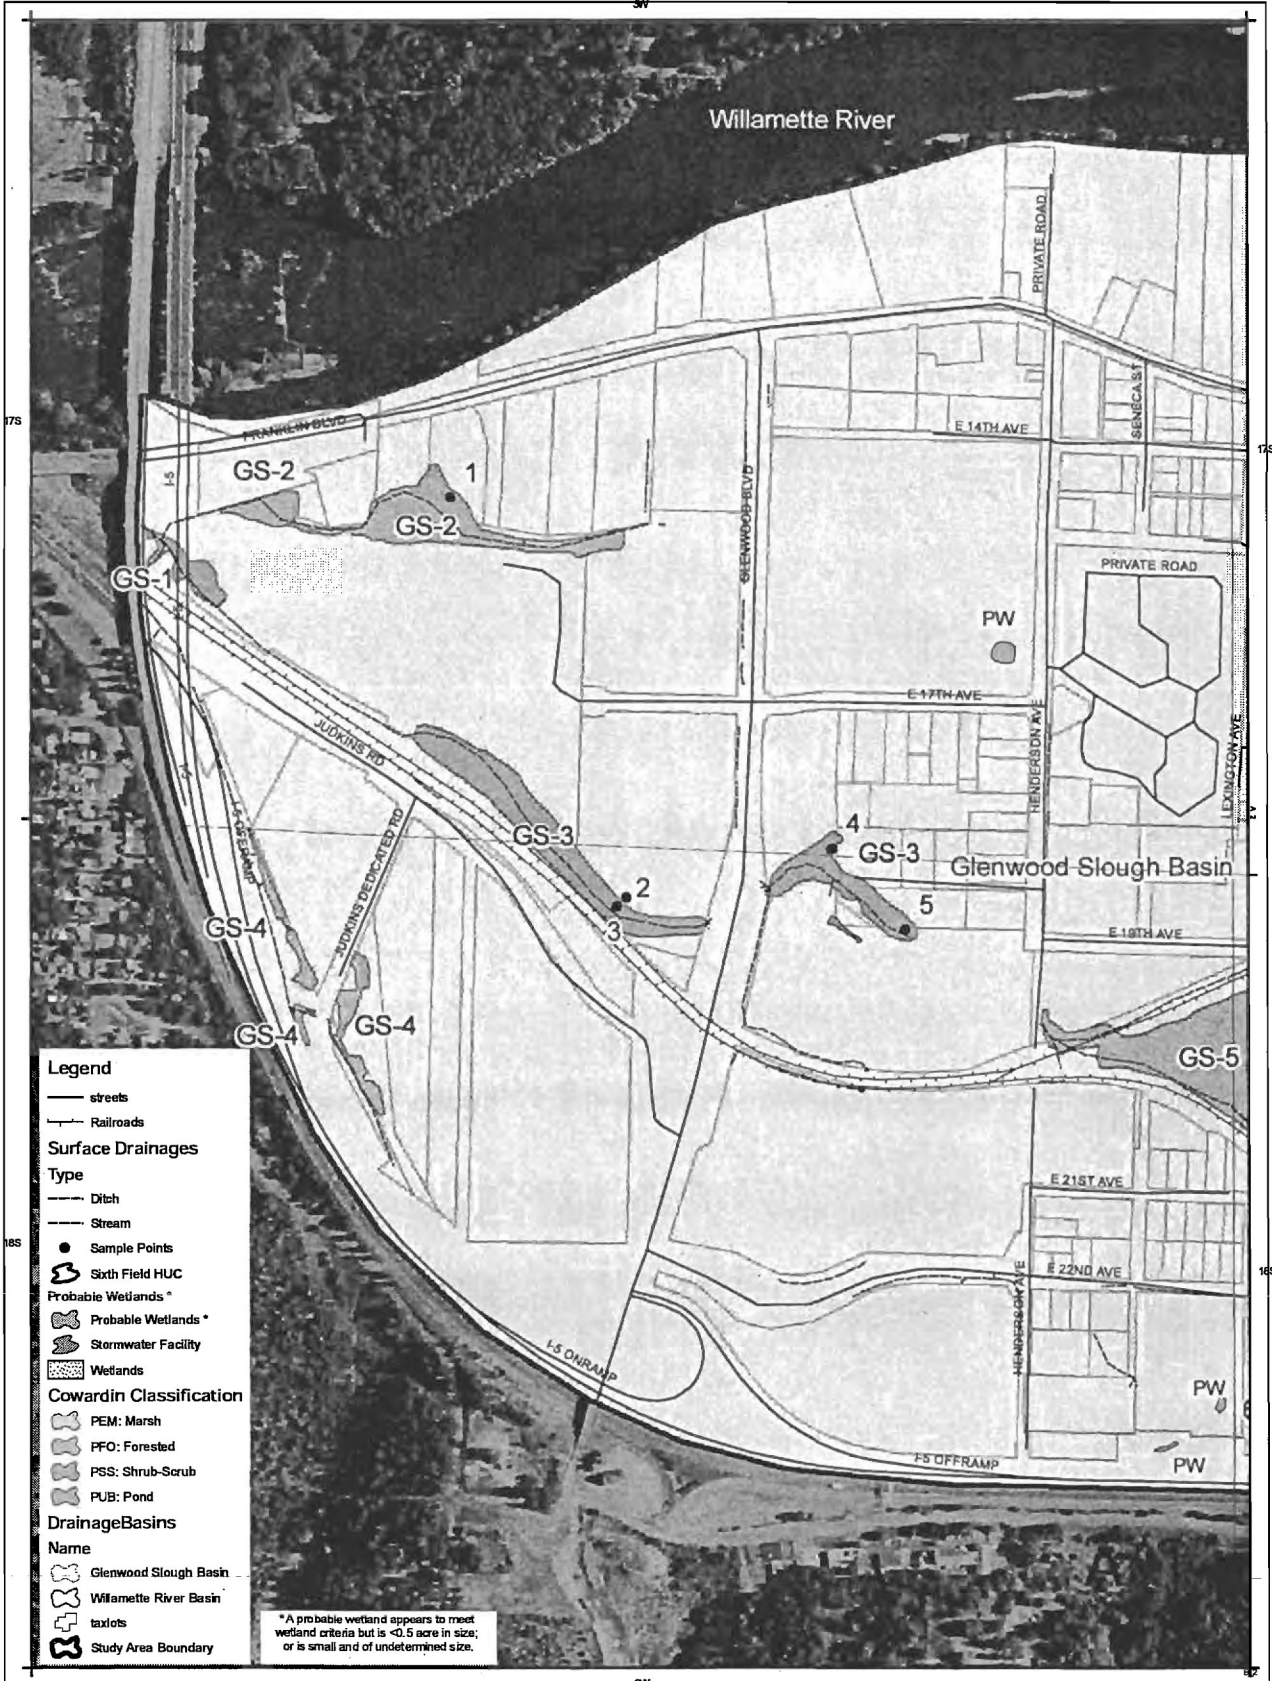 SW
Willamette River
PRIVATE ROAD
SENECA ST
17S
FRANKLIN BLVD
E 14TH AVE
17S
I-5
GS-2
1
GS-2
GLENWOOD BLVD
PRIVATE ROAD
GS-1
PW
E 17TH AVE
JUDKINS RD
HENDERSON AVE
LEXINGTON AVE
I-5
I-5 OFFRAMP
JUDKINS DEDICATED RD
GS-3
4
GS-3
Glenwood Slough Basin
2
5
3
GS-4
E 19TH AVE
GS-4
GS-4
GS-5
Legend
streets
Railroads
Surface Drainages
Type
Ditch
Stream
Sample Points
Sixth Field HUC
Probable Wetlands *
Probable Wetlands *
Stormwater Facility
Wetlands
Cowardin Classification
PEM: Marsh
PFO: Forested
PSS: Shrub-Scrub
PUB: Pond
DrainageBasins
Name
Glenwood Slough Basin
Willamette River Basin
taxlots
Study Area Boundary
E 21ST AVE
18S
E 22ND AVE
18S
HENDERSON AVE
I-5 ONRAMP
PW
I-5 OFFRAMP
PW
*A probable wetland appears to meet
wetland criteria but is <0.5 acre in size;
or is small and of undetermined size.